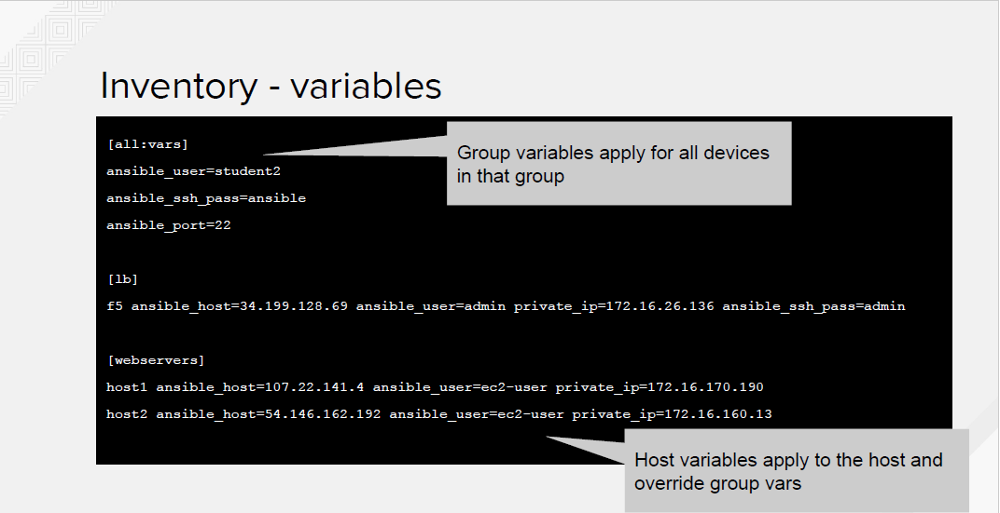 Inventory - variables
[all:vars]
ansible_user=student2
ansible_ssh_pass=ansible
ansible_port=22
Group variables apply for all devices
in that group
[lb]
f5 ansible_host=34.199.128.69 ansible_user=admin private_ip=172.16.26.136 ansible_ssh_pass=admin
[webservers]
host1 ansible_host=107.22.141.4 ansible_user=ec2-user private_ip=172.16.170.190
host2 ansible_host=54.146.162.192 ansible_user=ec2-user private_ip=172.16.160.13
Host variables apply to the host and
override group vars